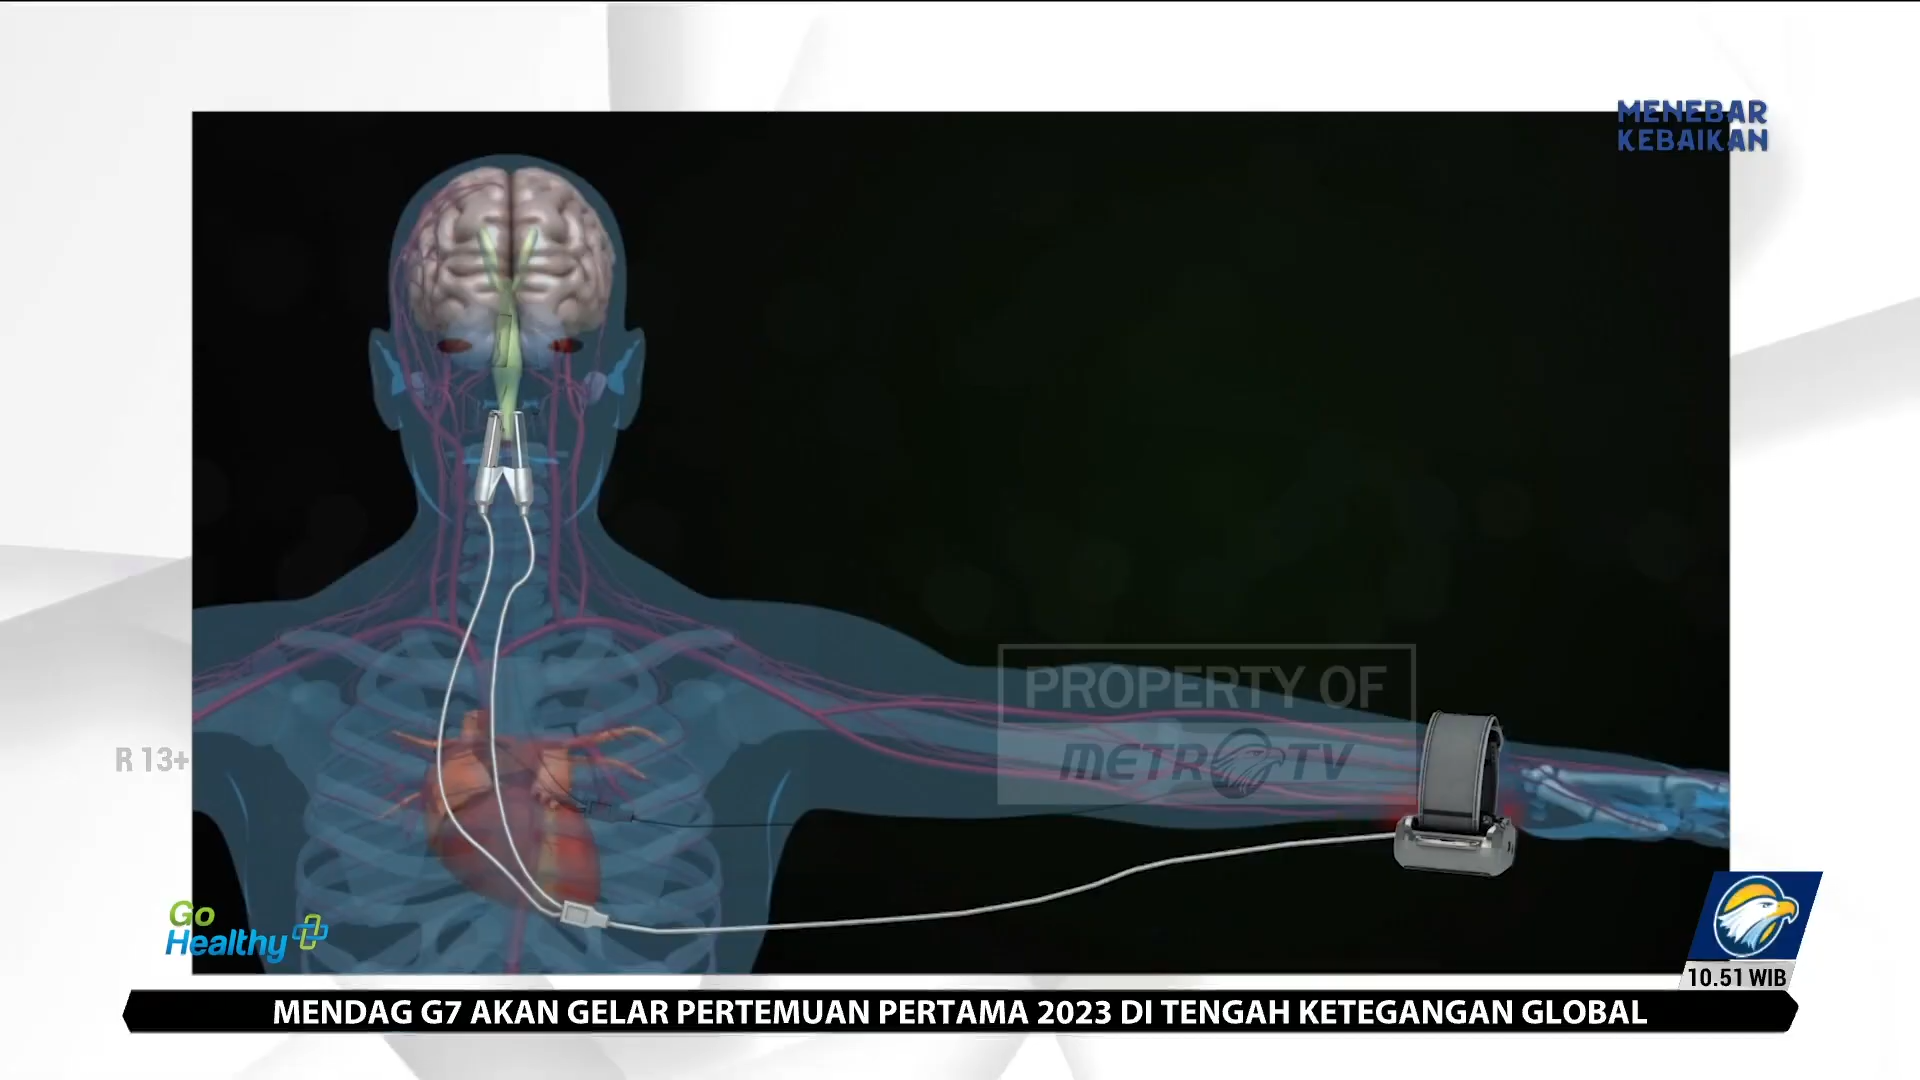 MENEBAR
KEBAIKAN
PROPERTY OF
METRO TV
R 13+
Go
Healthy
10.51 WIB
MENDAG G7 AKAN GELAR PERTEMUAN PERTAMA 2023 DI TENGAH KETEGANGAN GLOBAL